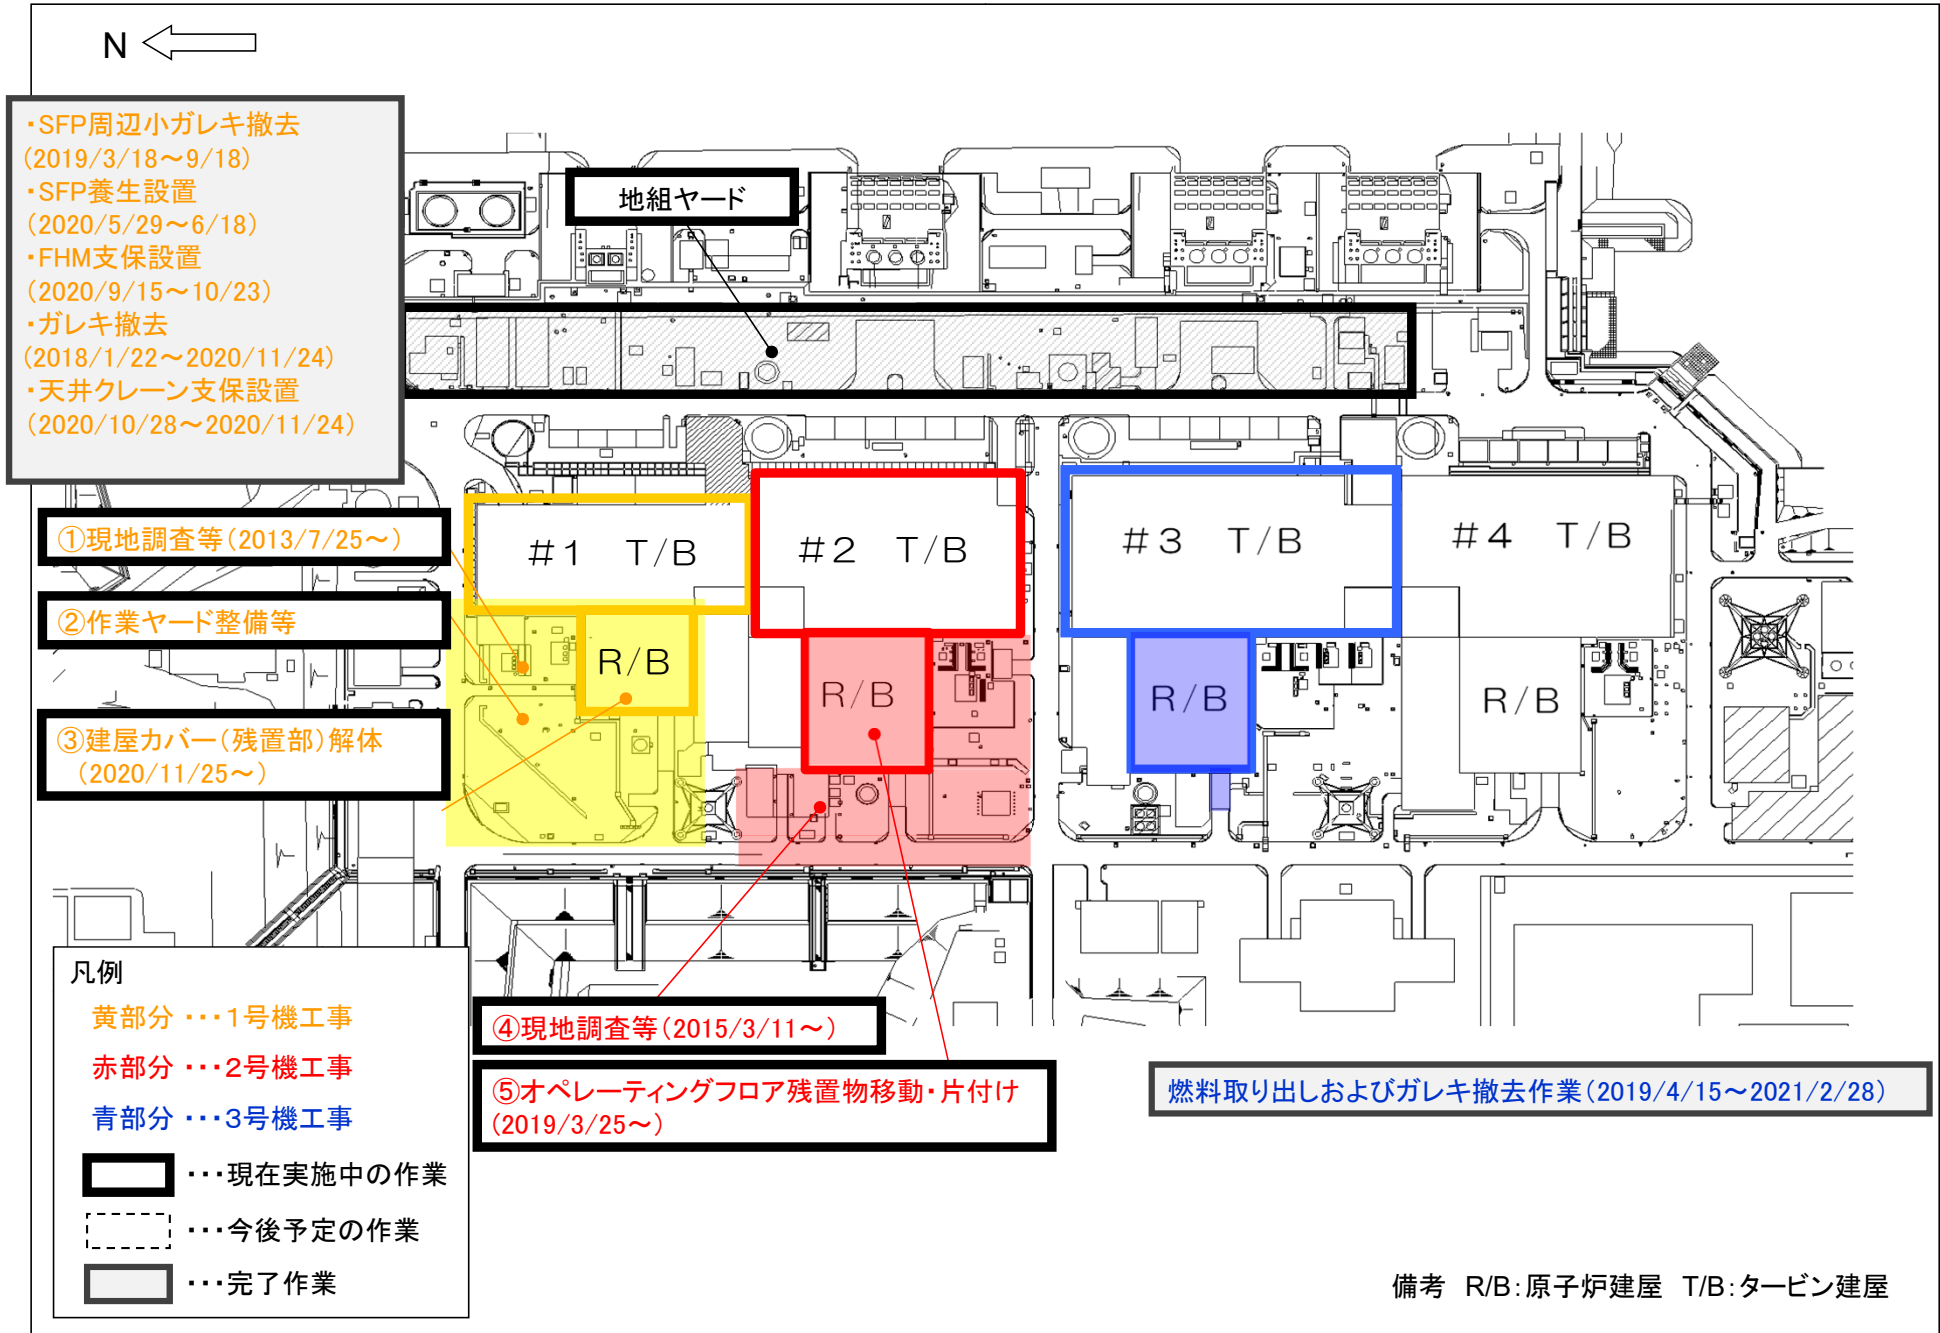 N
・SFP周辺小ガレキ撤去
(2019/3/18～9/18)
・SFP養生設置
(2020/5/29～6/18)
・FHM支保設置
(2020/9/15～10/23)
・ガレキ撤去
(2018/1/22～2020/11/24)
・天井クレーン支保設置
(2020/10/28～2020/11/24)
地組ヤード
①現地調査等(2013/7/25～)
②作業ヤード整備等
③建屋カバー(残置部)解体
(2020/11/25～)
＃１　T/B
＃２　T/B
＃３　T/B
＃４　T/B
R/B
R/B
R/B
R/B
④現地調査等(2015/3/11～)
⑤オペレーティングフロア残置物移動・片付け
(2019/3/25～)
燃料取り出しおよびガレキ撤去作業(2019/4/15～2021/2/28)
凡例
黄部分 ・・・1号機工事
赤部分 ・・・2号機工事
青部分 ・・・3号機工事
・・・現在実施中の作業
・・・今後予定の作業
・・・完了作業
備考　R/B：原子炉建屋　T/B：タービン建屋